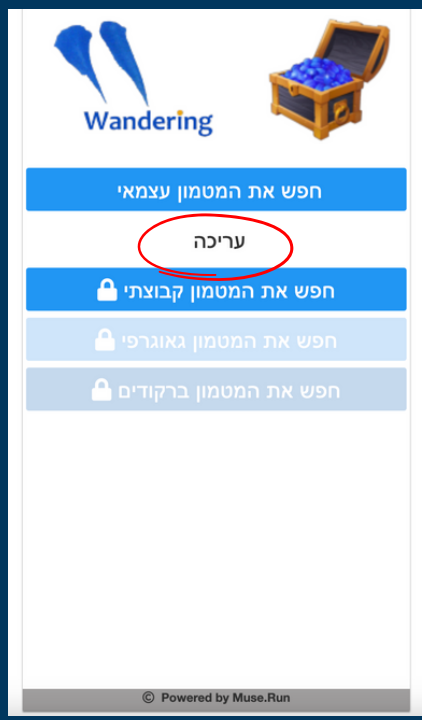 Wandering
חפש את המטמון עצמאי
עריכה
חפש את המטמון קבוצתי
חפש את המטמון גאוגרפי
חפש את המטמון ברקודים
© Powered by Muse.Run